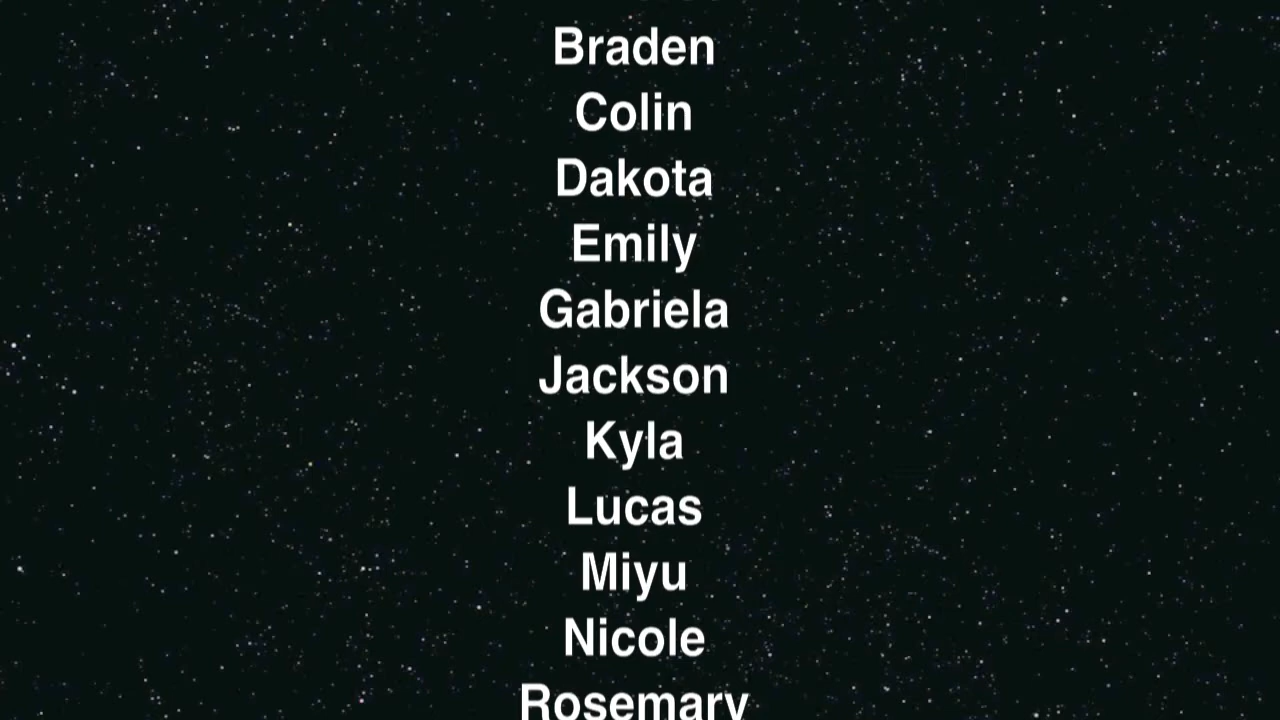 Braden
Colin
Dakota
Emily
Gabriela
Jackson
Kyla
Lucas
Miyu
Nicole
Rosemary